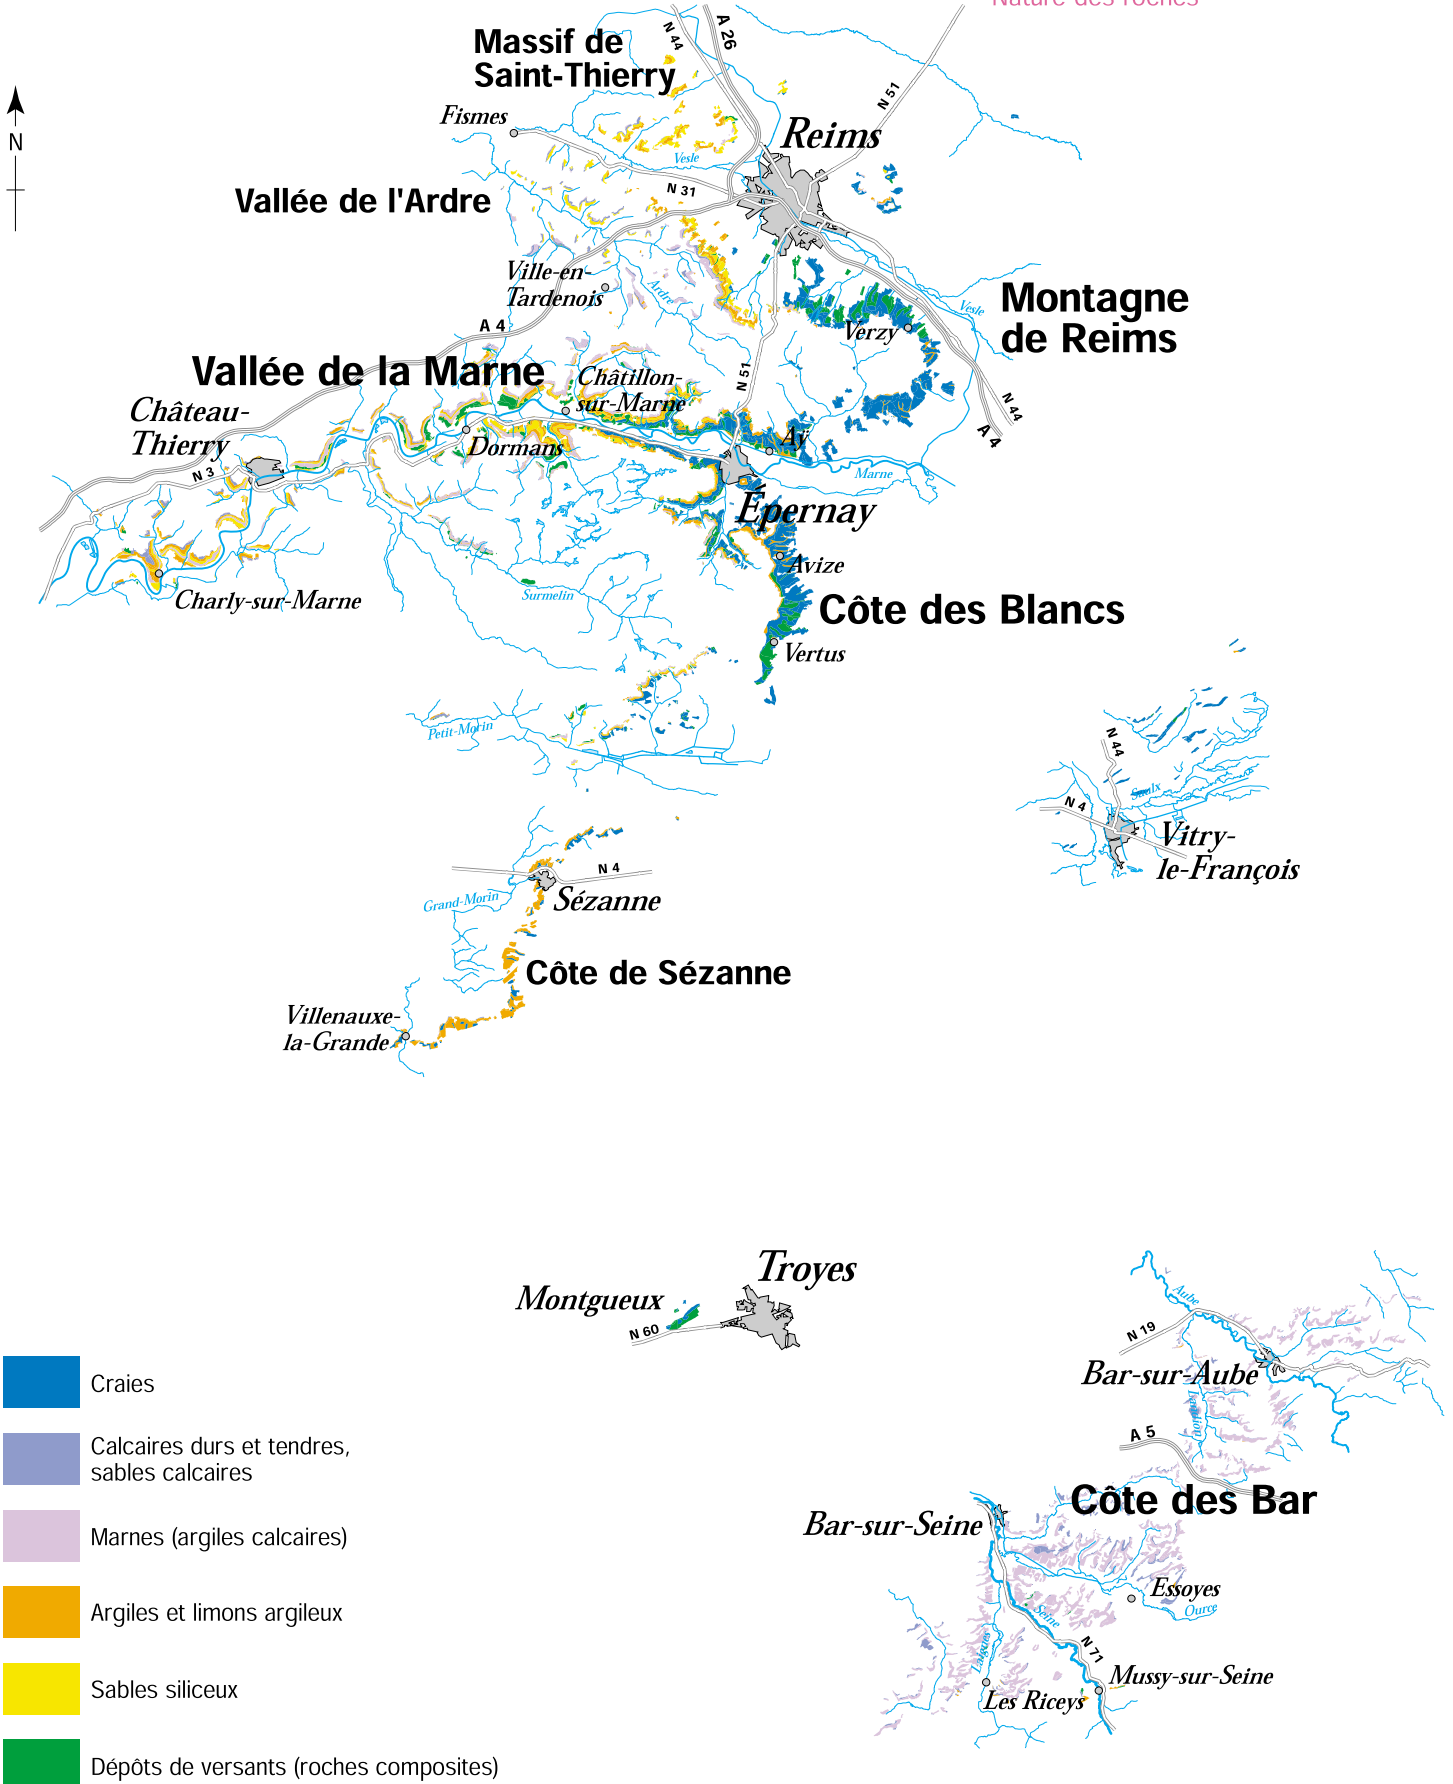 Nature des roches
N 44
A 26
Massif de
Saint-Thierry
N 51
Fismes
Reims
N
Vesle
N 31
Vallée de l'Ardre
Ville-en-
Tardenois
Ardre
Montagne
de Reims
Vesle
Verzy
A 4
Vallée de la Marne
Châtillon-
sur-Marne
N 51
N 44
A 4
Château-
Thierry
Dormans
Aÿ
N 3
Marne
Épernay
Avize
Charly-sur-Marne
Surmelin
Côte des Blancs
Vertus
Petit-Morin
N 44
Saulx
N 4
Vitry-
le-François
N 4
Grand-Morin
Sézanne
Côte de Sézanne
Villenauxe-
la-Grande
Troyes
Montgueux
N 60
Aube
N 19
Bar-sur-Aube
Landion
A 5
Côte des Bar
Bar-sur-Seine
Essoyes
Ource
Seine
N 71
Laignes
Mussy-sur-Seine
Les Riceys
Craies
Calcaires durs et tendres,
sables calcaires
Marnes (argiles calcaires)
Argiles et limons argileux
Sables siliceux
Dépôts de versants (roches composites)